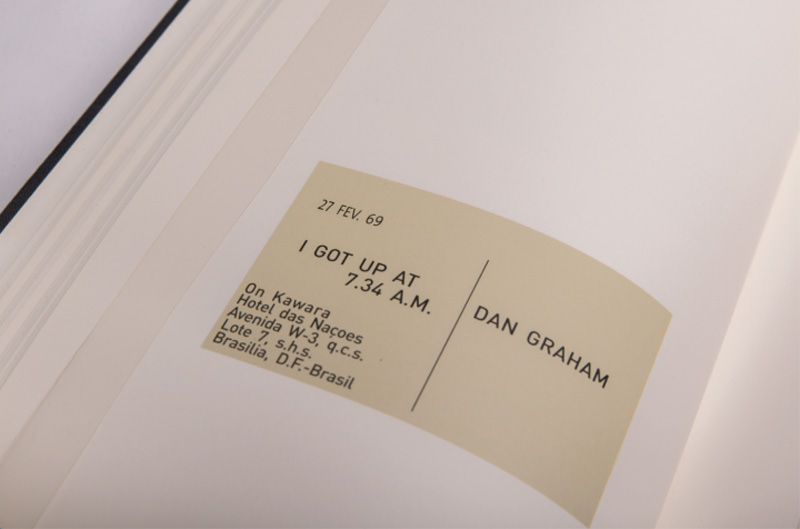 27 FEV. 69
I GOT UP AT
7.34 A.M.
On Kawara
Hotel das Naçoes
Avenida W-3, q.c.s.
Lote 7, s.h.s.
Brasilia, D.F.-Brasil
DAN GRAHAM